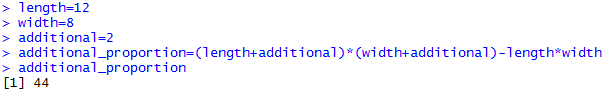 > length=12
> width=8
> additional=2
> additional_proportion=(length+additional)*(width+additional)-length*width
> additional_proportion
[1] 44